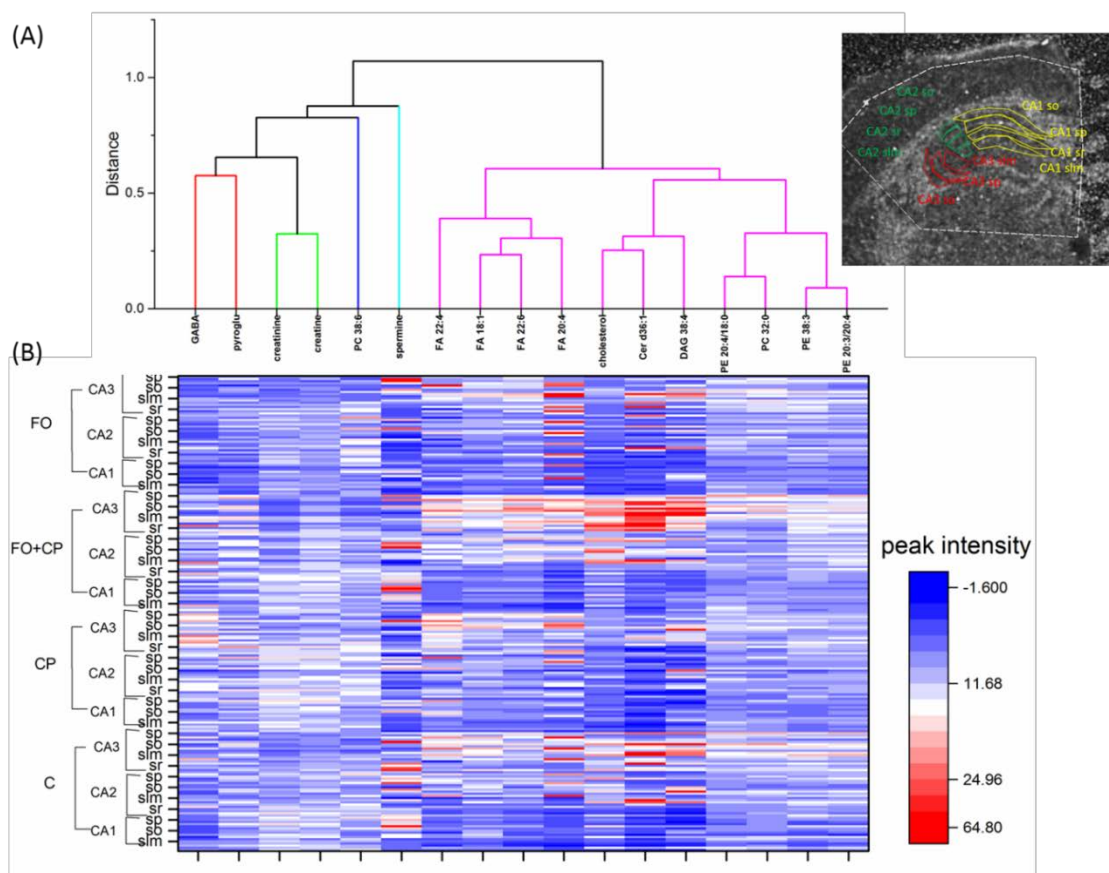 (A)
1.0
0.5
0.0
Distance
GABA
pyroglu
creatinine
creatine
PC 38:6
spermine
FA 22:4
FA 18:1
FA 22:6
FA 20:4
cholesterol
Cer d36:1
DAG 38:4
PE 20:4/18:0
PC 32:0
PE 38:3
PE 20:3/20:4
CA2 so
CA2 sp
CA2 sr
CA2 slm
CA1 so
CA1 sp
CA1 sr
CA1 slm
CA3 sp
CA3 so
(B)
FO
CA3
sp
so
slm
sr
CA2
sp
so
slm
sr
CA1
sp
so
slm
FO+CP
CA3
sp
so
slm
sr
CA2
sp
so
slm
sr
CA1
sp
so
slm
CP
CA3
sp
so
slm
sr
CA2
sp
so
slm
sr
CA1
sp
so
slm
C
CA3
sp
so
slm
sr
CA2
sp
so
slm
sr
CA1
sp
so
slm
peak intensity
-1.600
11.68
24.96
64.80